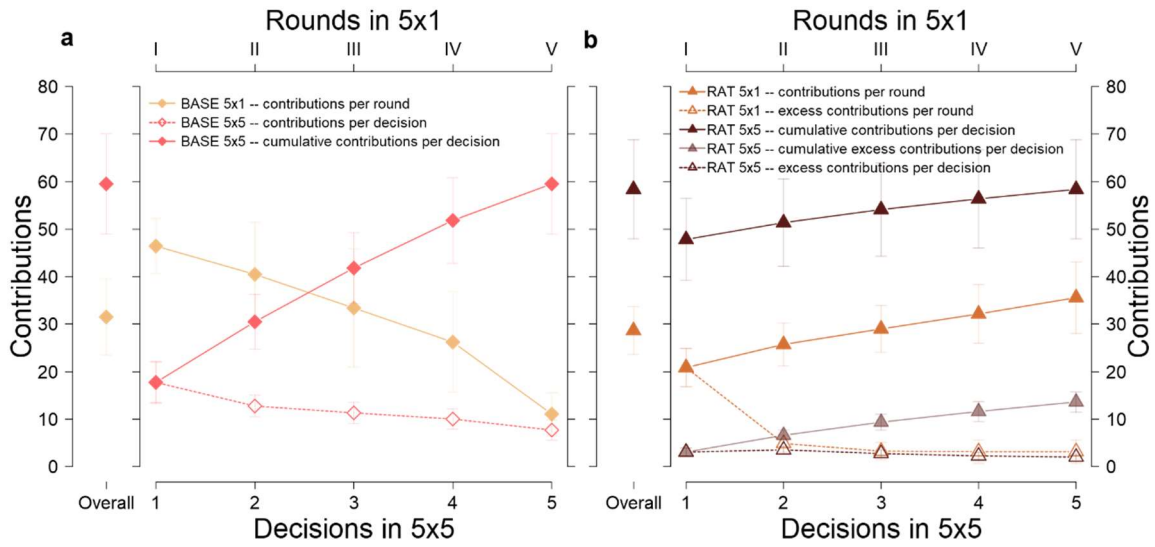 a
Rounds in 5x1
I II III IV V
80
70
60
50
40
30
20
10
0
Contributions
BASE 5x1 -- contributions per round
BASE 5x5 -- contributions per decision
BASE 5x5 -- cumulative contributions per decision
Overall
1 2 3 4 5
Decisions in 5x5
b
Rounds in 5x1
I II III IV V
RAT 5x1 -- contributions per round
RAT 5x1 -- excess contributions per round
RAT 5x5 -- cumulative contributions per decision
RAT 5x5 -- cumulative excess contributions per decision
RAT 5x5 -- excess contributions per decision
80
70
60
50
40
30
20
10
0
Contributions
Overall
1 2 3 4 5
Decisions in 5x5